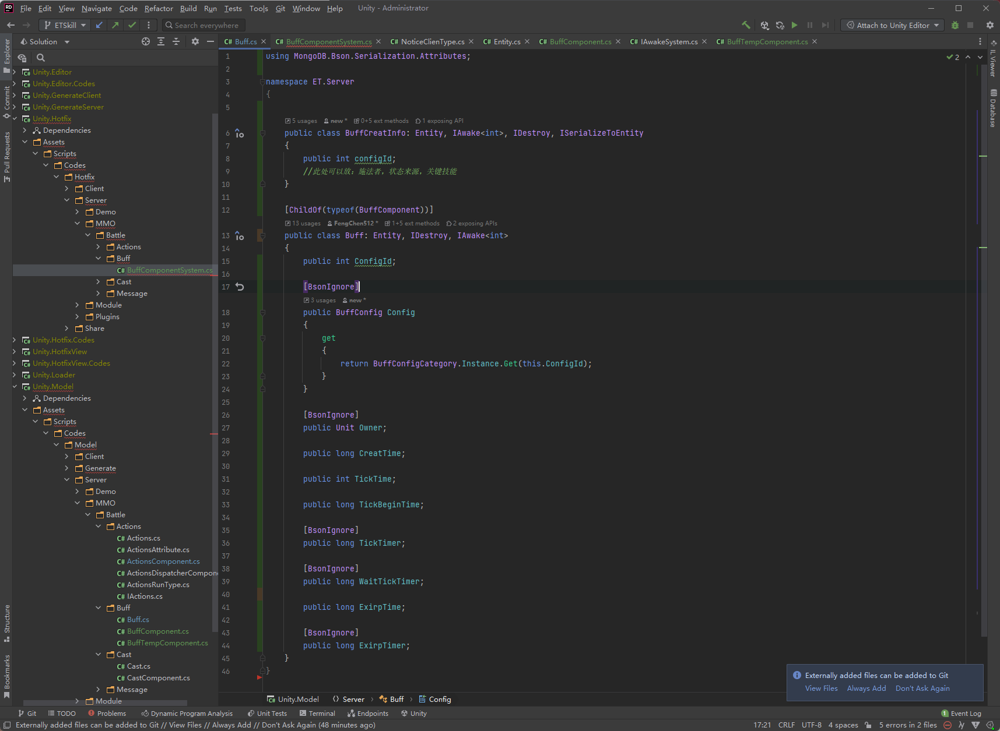 RD File Edit View Navigate Code Refactor Build Run Tests Tools Git Window Help Unity - Administrator
ETSkill Search everywhere Attach to Unity Editor
Solution
Buff.cs BuffComponentSystem.cs NoticeClienType.cs Entity.cs BuffComponent.cs IAwakeSystem.cs BuffTempComponent.cs
Explorer
Commit
Pull Requests
Structure
Bookmarks
IL Viewer
Database
Unity.Editor
Unity.Editor.Codes
Unity.GenerateClient
Unity.GenerateServer
Unity.Hotfix
Dependencies
Assets
Scripts
Codes
Hotfix
Client
Server
Demo
MMO
Battle
Actions
Buff
C# BuffComponentSystem.cs
Cast
Message
Module
Plugins
Share
Unity.Hotfix.Codes
Unity.HotfixView
Unity.HotfixView.Codes
Unity.Loader
Unity.Model
Dependencies
Assets
Scripts
Codes
Model
Client
Generate
Server
Demo
MMO
Battle
Actions
C# Actions.cs
C# ActionsAttribute.cs
C# ActionsComponent.cs
C# ActionsDispatcherCompon
C# ActionsRunType.cs
C# IActions.cs
Buff
C# Buff.cs
C# BuffComponent.cs
C# BuffTempComponent.cs
Cast
C# Cast.cs
C# CastComponent.cs
Message
Module
2
1 using MongoDB.Bson.Serialization.Attributes;
2
3 namespace ET.Server
4 {
5
5 usages new * 0+5 ext methods 1 exposing API
6 public class BuffCreatInfo: Entity, IAwake<int>, IDestroy, ISerializeToEntity
7 {
8 public int configId;
9 //此处可以放：施法者，状态来源，关键技能
10 }
11
12 [ChildOf(typeof(BuffComponent))]
13 usages FengChen512 * 1+5 ext methods 2 exposing APIs
13 public class Buff: Entity, IDestroy, IAwake<int>
14 {
15 public int ConfigId;
16
17 [BsonIgnore]
3 usages new *
18 public BuffConfig Config
19 {
20 get
21 {
22 return BuffConfigCategory.Instance.Get(this.ConfigId);
23 }
24 }
25
26 [BsonIgnore]
27 public Unit Owner;
28
29 public long CreatTime;
30
31 public int TickTime;
32
33 public long TickBeginTime;
34
35 [BsonIgnore]
36 public long TickTimer;
37
38 [BsonIgnore]
39 public long WaitTickTimer;
40
41 public long ExirpTime;
42
43 [BsonIgnore]
44 public long ExirpTimer;
45 }
46 }
Externally added files can be added to Git
View Files Always Add Don't Ask Again
Unity.Model Server Buff Config
Git TODO Problems Dynamic Program Analysis Unit Tests Terminal Endpoints Unity 1 Event Log
Externally added files can be added to Git // View Files // Always Add // Don't Ask Again (48 minutes ago) 17:21 CRLF UTF-8 4 spaces 5 errors in 2 files